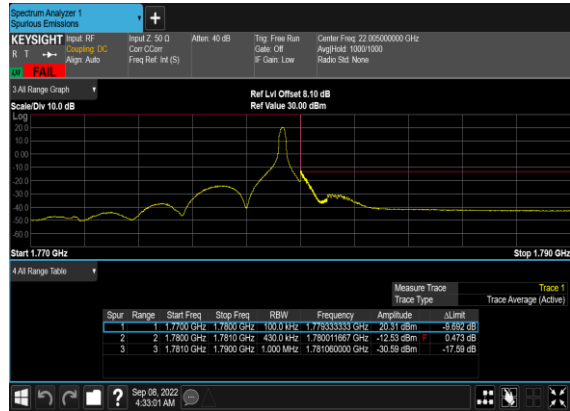 Spectrum Analyzer 1
Spurious Emissions
KEYSIGHT Input: RF Input Z: 50 Ω Atten: 40 dB Trig: Free Run Center Freq: 22.005000000 GHz
R T Coupling: DC Corr CCorr Gate: Off Avg|Hold: 1000/1000
Align: Auto Freq Ref: Int (S) IF Gain: Low Radio Std: None
FAIL
3 All Range Graph
Ref Lvl Offset 8.10 dB
Scale/Div 10.0 dB Ref Value 30.00 dBm
Log
20.0
10.0
0.00
-10.0
-20.0
-30.0
-40.0
-50.0
-60.0
Start 1.770 GHz Stop 1.790 GHz
4 All Range Table
Measure Trace Trace 1
Trace Type Trace Average (Active)
Spur Range Start Freq Stop Freq RBW Frequency Amplitude ΔLimit
1 1 1.7700 GHz 1.7800 GHz 100.0 kHz 1.779333333 GHz 20.31 dBm -9.692 dB
2 2 1.7800 GHz 1.7810 GHz 430.0 kHz 1.780011667 GHz -12.53 dBm F 0.473 dB
3 3 1.7810 GHz 1.7900 GHz 1.000 MHz 1.781060000 GHz -30.59 dBm -17.59 dB
? Sep 08, 2022
4:33:01 AM